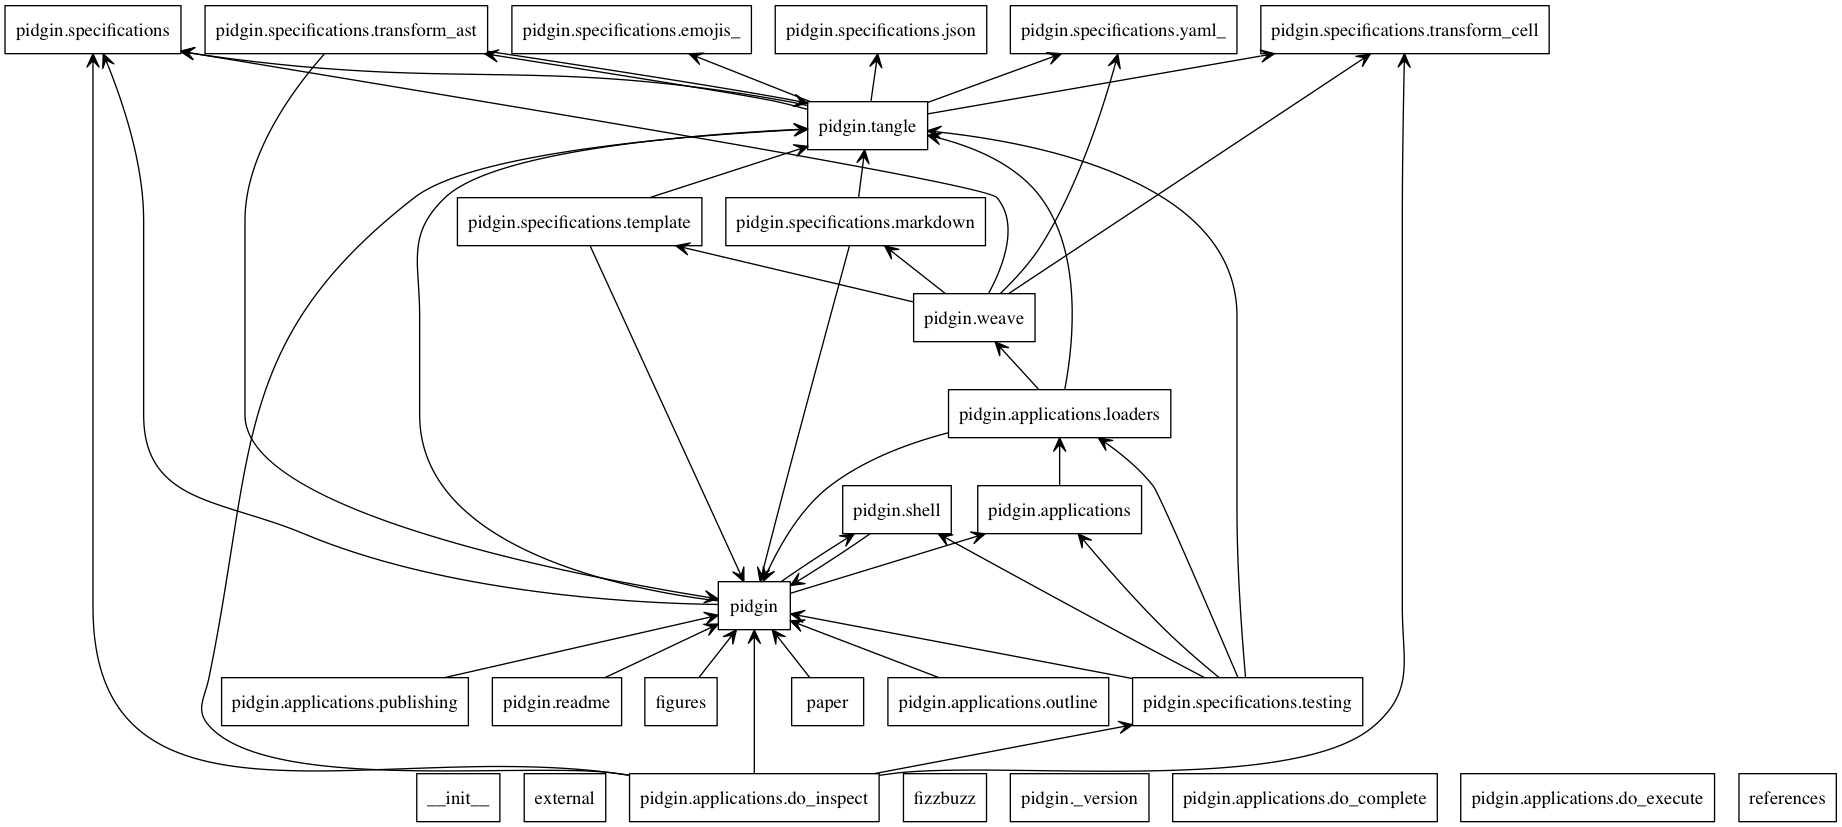 pidgin.specifications
pidgin.specifications.transform_ast
pidgin.specifications.emojis_
pidgin.specifications.json
pidgin.specifications.yaml_
pidgin.specifications.transform_cell
pidgin.tangle
pidgin.specifications.template
pidgin.specifications.markdown
pidgin.weave
pidgin.applications.loaders
pidgin.shell
pidgin.applications
pidgin
pidgin.applications.publishing
pidgin.readme
figures
paper
pidgin.applications.outline
pidgin.specifications.testing
__init__
external
pidgin.applications.do_inspect
fizzbuzz
pidgin._version
pidgin.applications.do_complete
pidgin.applications.do_execute
references